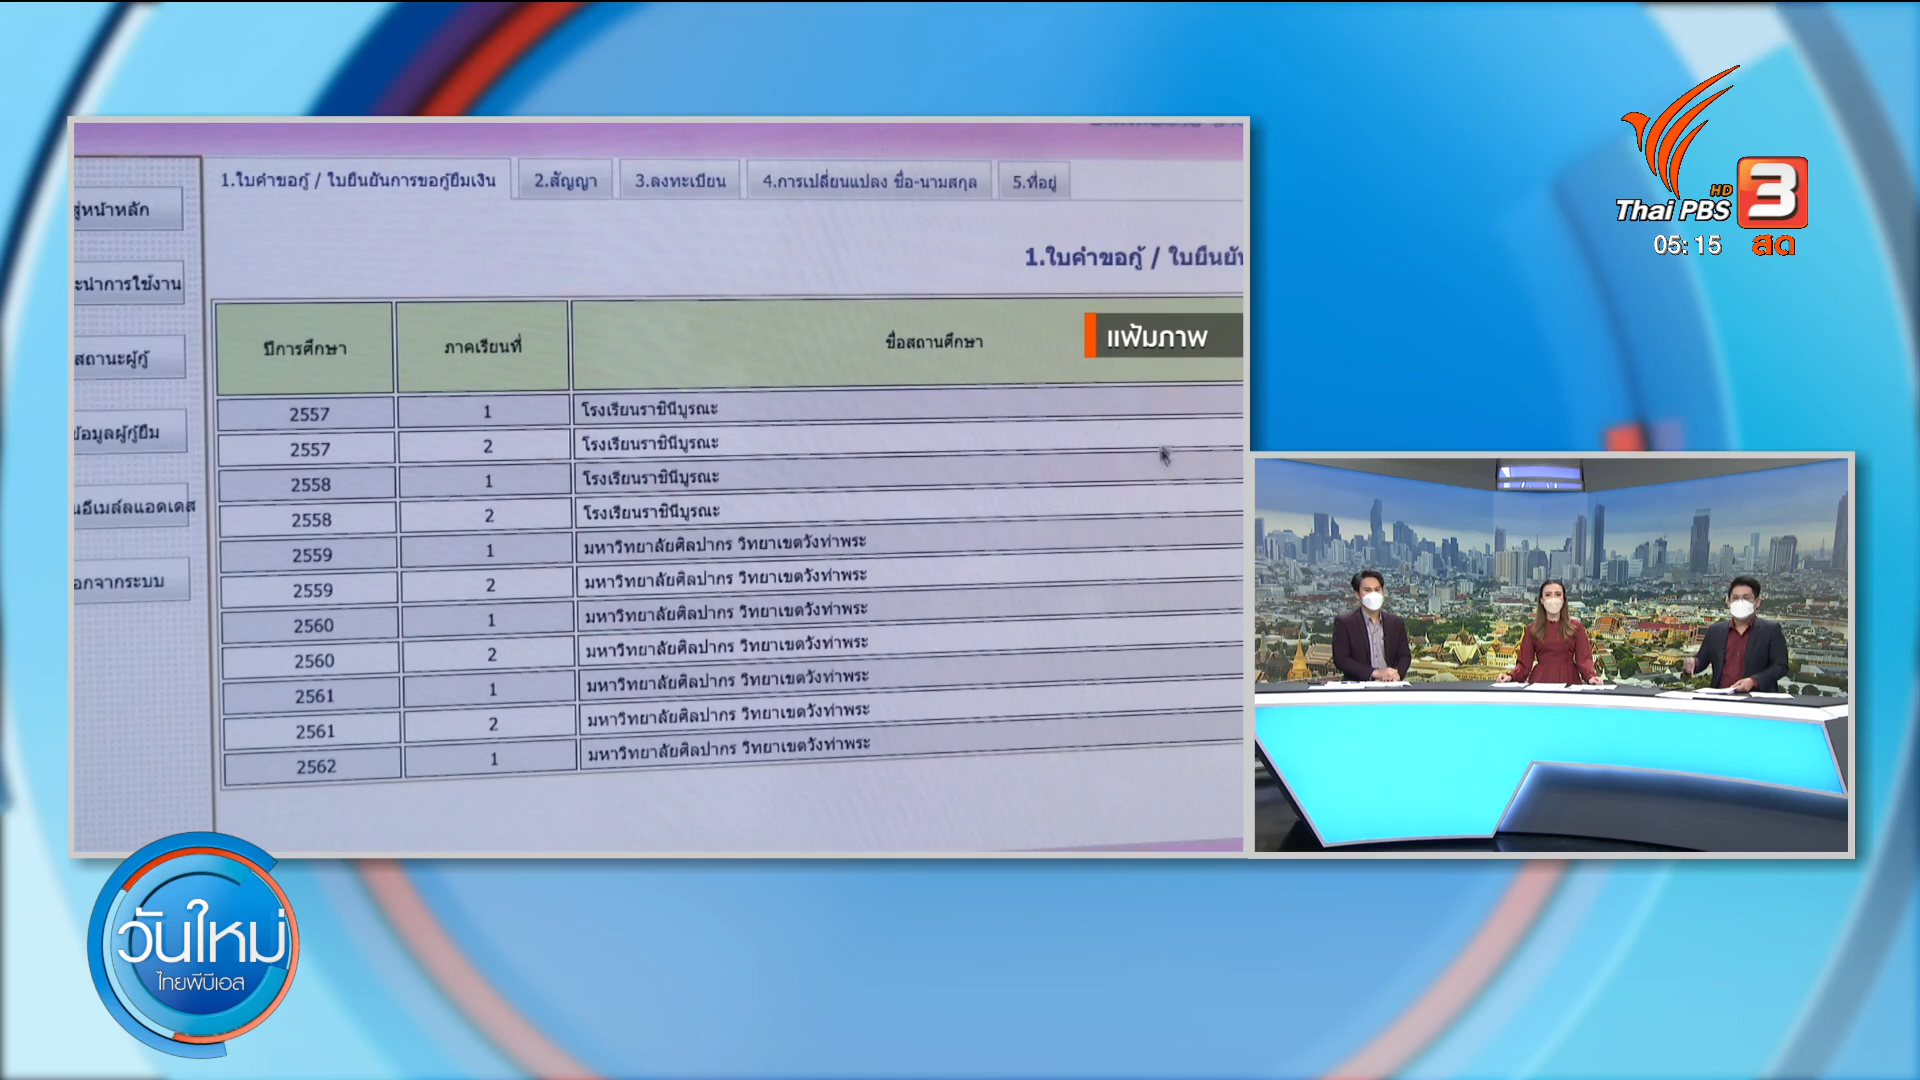 HD
Thai PBS 3
05:15 สด
1.ใบคำขอกู้ / ใบยืนยันการขอกู้ยืมเงิน
2.สัญญา
3.ลงทะเบียน
4.การเปลี่ยนแปลง ชื่อ-นามสกุล
5.ที่อยู่
สู่หน้าหลัก
ะนำการใช้งาน
สถานะผู้กู้
ข้อมูลผู้กู้ยืม
นอีเมล์ลแอดเดส
อกจากระบบ
1.ใบคำขอกู้ / ใบยืนยัน
แฟ้มภาพ
ปีการศึกษา ภาคเรียนที่ ชื่อสถานศึกษา
2557 1 โรงเรียนราชินีบูรณะ
2557 2 โรงเรียนราชินีบูรณะ
2558 1 โรงเรียนราชินีบูรณะ
2558 2 โรงเรียนราชินีบูรณะ
2559 1 มหาวิทยาลัยศิลปากร วิทยาเขตวังท่าพระ
2559 2 มหาวิทยาลัยศิลปากร วิทยาเขตวังท่าพระ
2560 1 มหาวิทยาลัยศิลปากร วิทยาเขตวังท่าพระ
2560 2 มหาวิทยาลัยศิลปากร วิทยาเขตวังท่าพระ
2561 1 มหาวิทยาลัยศิลปากร วิทยาเขตวังท่าพระ
2561 2 มหาวิทยาลัยศิลปากร วิทยาเขตวังท่าพระ
2562 1 มหาวิทยาลัยศิลปากร วิทยาเขตวังท่าพระ
วันใหม่
ไทยพีบีเอส